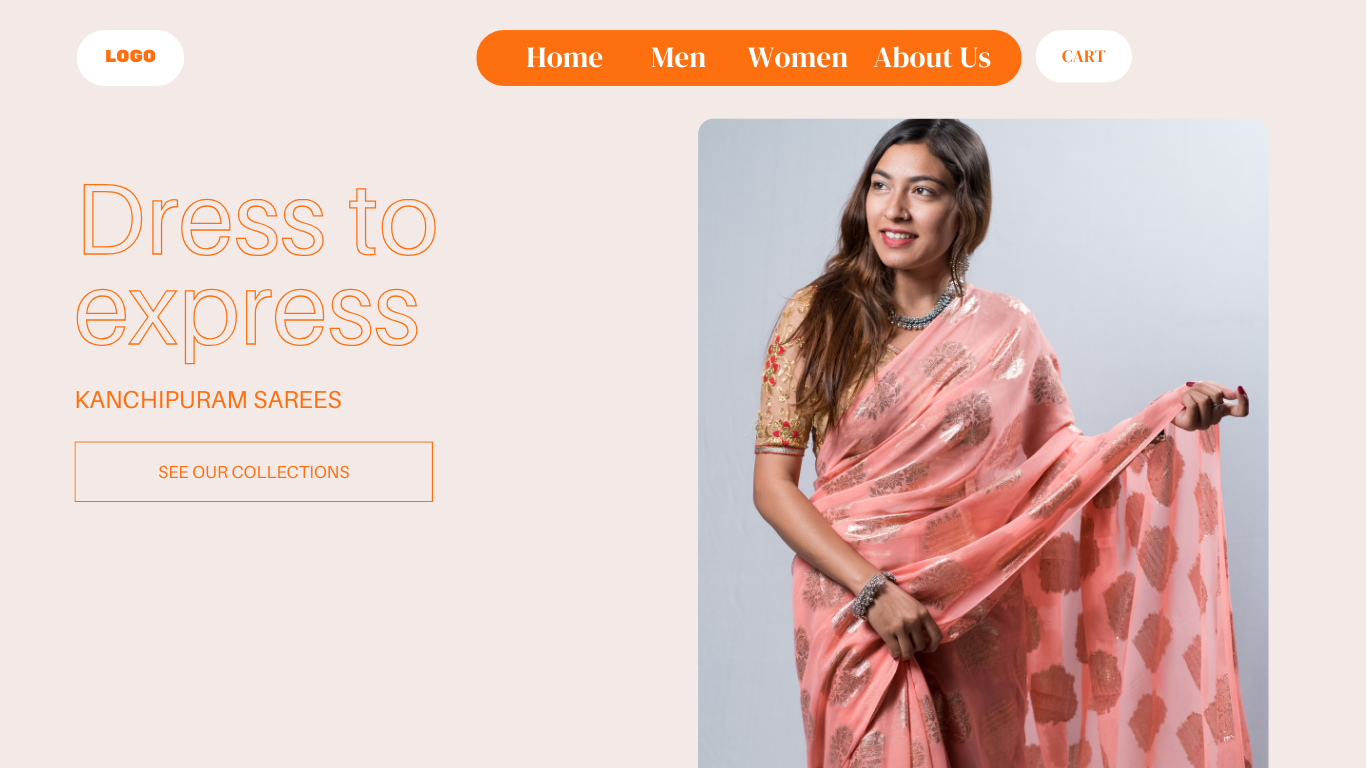 LOGO
Home Men Women About Us
CART
Dress to
express
KANCHIPURAM SAREES
SEE OUR COLLECTIONS